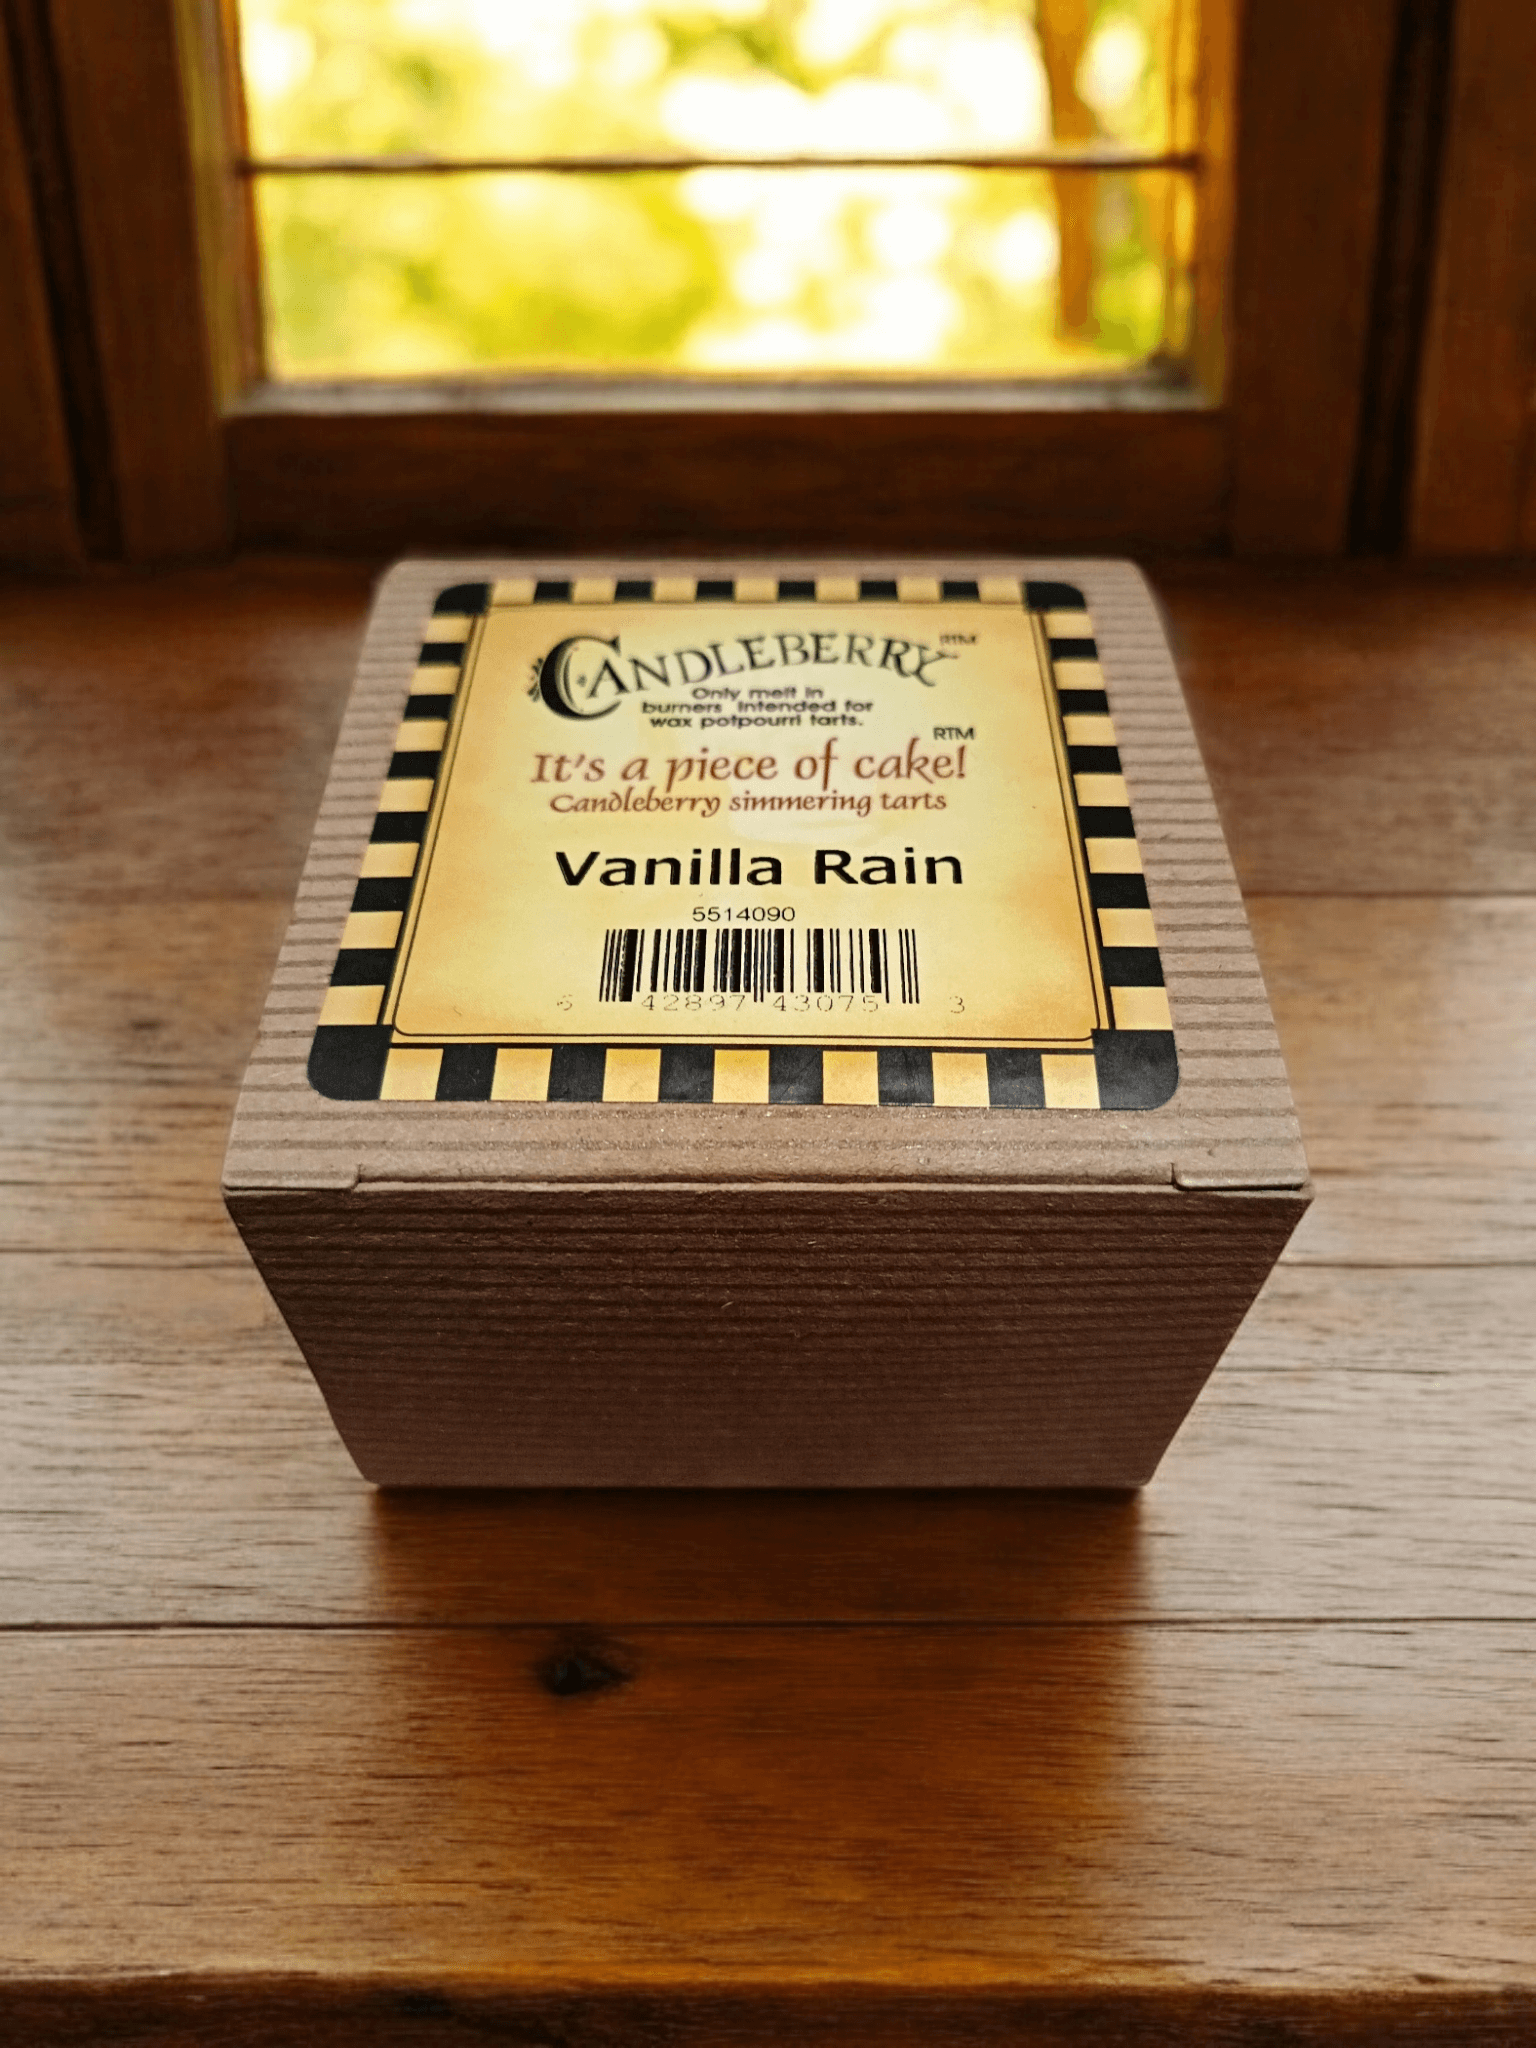 CANDLEBERRY RTM
Only melt in
burners intended for
wax potpourri tarts.
RTM
It's a piece of cake!
Candleberry simmering tarts
Vanilla Rain
5514090
6 42897 43075 3